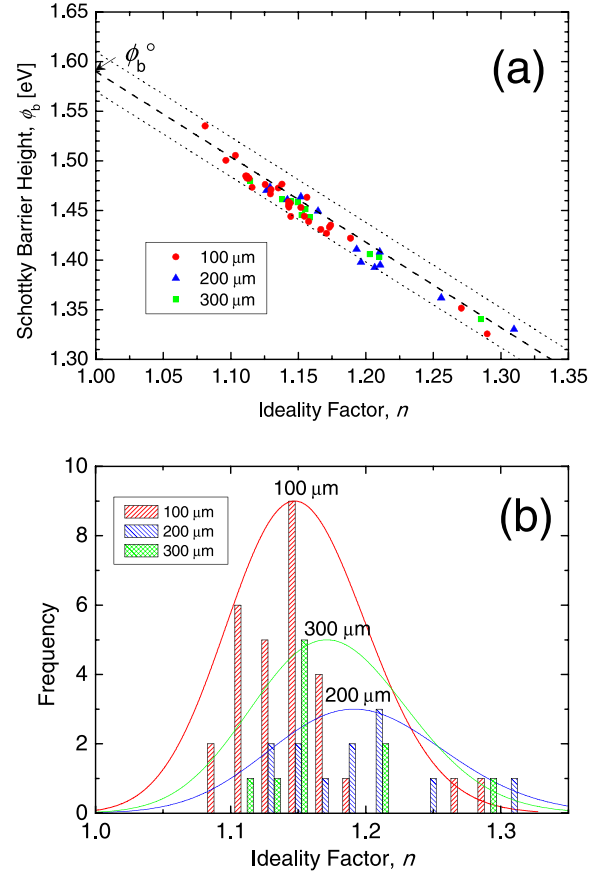 1.65
1.60
1.55
1.50
1.45
1.40
1.35
1.30
Schottky Barrier Height, ϕb [eV]
ϕb°
(a)
100 μm
200 μm
300 μm
1.00 1.05 1.10 1.15 1.20 1.25 1.30 1.35
Ideality Factor, n
10
8
6
4
2
0
Frequency
100 μm
200 μm
300 μm
100 μm
(b)
300 μm
200 μm
1.0 1.1 1.2 1.3
Ideality Factor, n